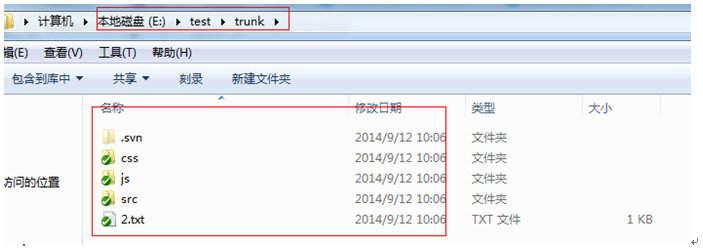 计算机 本地磁盘 (E:) test trunk
辑(E) 查看(V) 工具(T) 帮助(H)
包含到库中 共享 刻录 新建文件夹
名称 修改日期 类型 大小
.svn 2014/9/12 10:06 文件夹
css 2014/9/12 10:06 文件夹
js 2014/9/12 10:06 文件夹
访问的位置
src 2014/9/12 10:06 文件夹
2.txt 2014/9/12 10:06 TXT 文件 1 KB